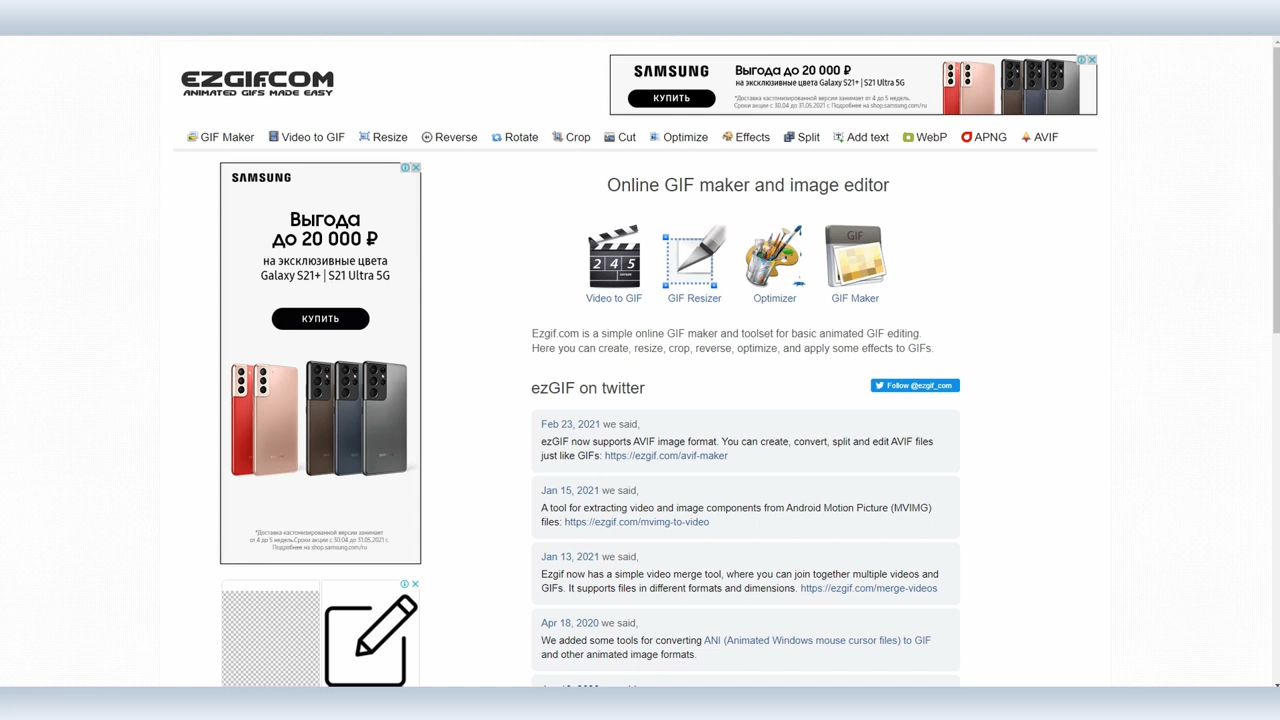 EZGIF.COM
ANIMATED GIFS MADE EASY
SAMSUNG
КУПИТЬ
Выгода до 20 000 ₽
на эксклюзивные цвета Galaxy S21+ | S21 Ultra 5G
*Доставка кастомизированной версии занимает от 4 до 5 недель.
Сроки акции с 30.04 до 31.05.2021 г. Подробнее на shop.samsung.com/ru
GIF Maker Video to GIF Resize Reverse Rotate Crop Cut Optimize Effects Split Add text WebP APNG AVIF
SAMSUNG
Выгода
до 20 000 ₽
на эксклюзивные цвета
Galaxy S21+ | S21 Ultra 5G
КУПИТЬ
*Доставка кастомизированной версии занимает
от 4 до 5 недель.Сроки акции с 30.04 до 31.05.2021 г.
Подробнее на shop.samsung.com/ru
Online GIF maker and image editor
2 4 5
GIF
Video to GIF GIF Resizer Optimizer GIF Maker
Ezgif.com is a simple online GIF maker and toolset for basic animated GIF editing.
Here you can create, resize, crop, reverse, optimize, and apply some effects to GIFs.
ezGIF on twitter
Follow @ezgif_com
Feb 23, 2021 we said,
ezGIF now supports AVIF image format. You can create, convert, split and edit AVIF files
just like GIFs: https://ezgif.com/avif-maker
Jan 15, 2021 we said,
A tool for extracting video and image components from Android Motion Picture (MVIMG)
files: https://ezgif.com/mvimg-to-video
Jan 13, 2021 we said,
Ezgif now has a simple video merge tool, where you can join together multiple videos and
GIFs. It supports files in different formats and dimensions. https://ezgif.com/merge-videos
Apr 18, 2020 we said,
We added some tools for converting ANI (Animated Windows mouse cursor files) to GIF
and other animated image formats.